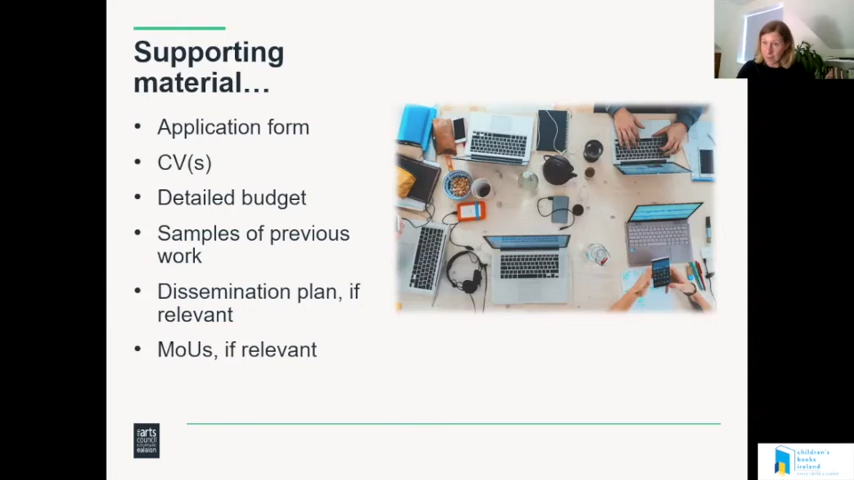 Supporting
material...
• Application form
• CV(s)
• Detailed budget
• Samples of previous
work
• Dissemination plan, if
relevant
• MoUs, if relevant
arts
council
ealaíon
children's
books
ireland